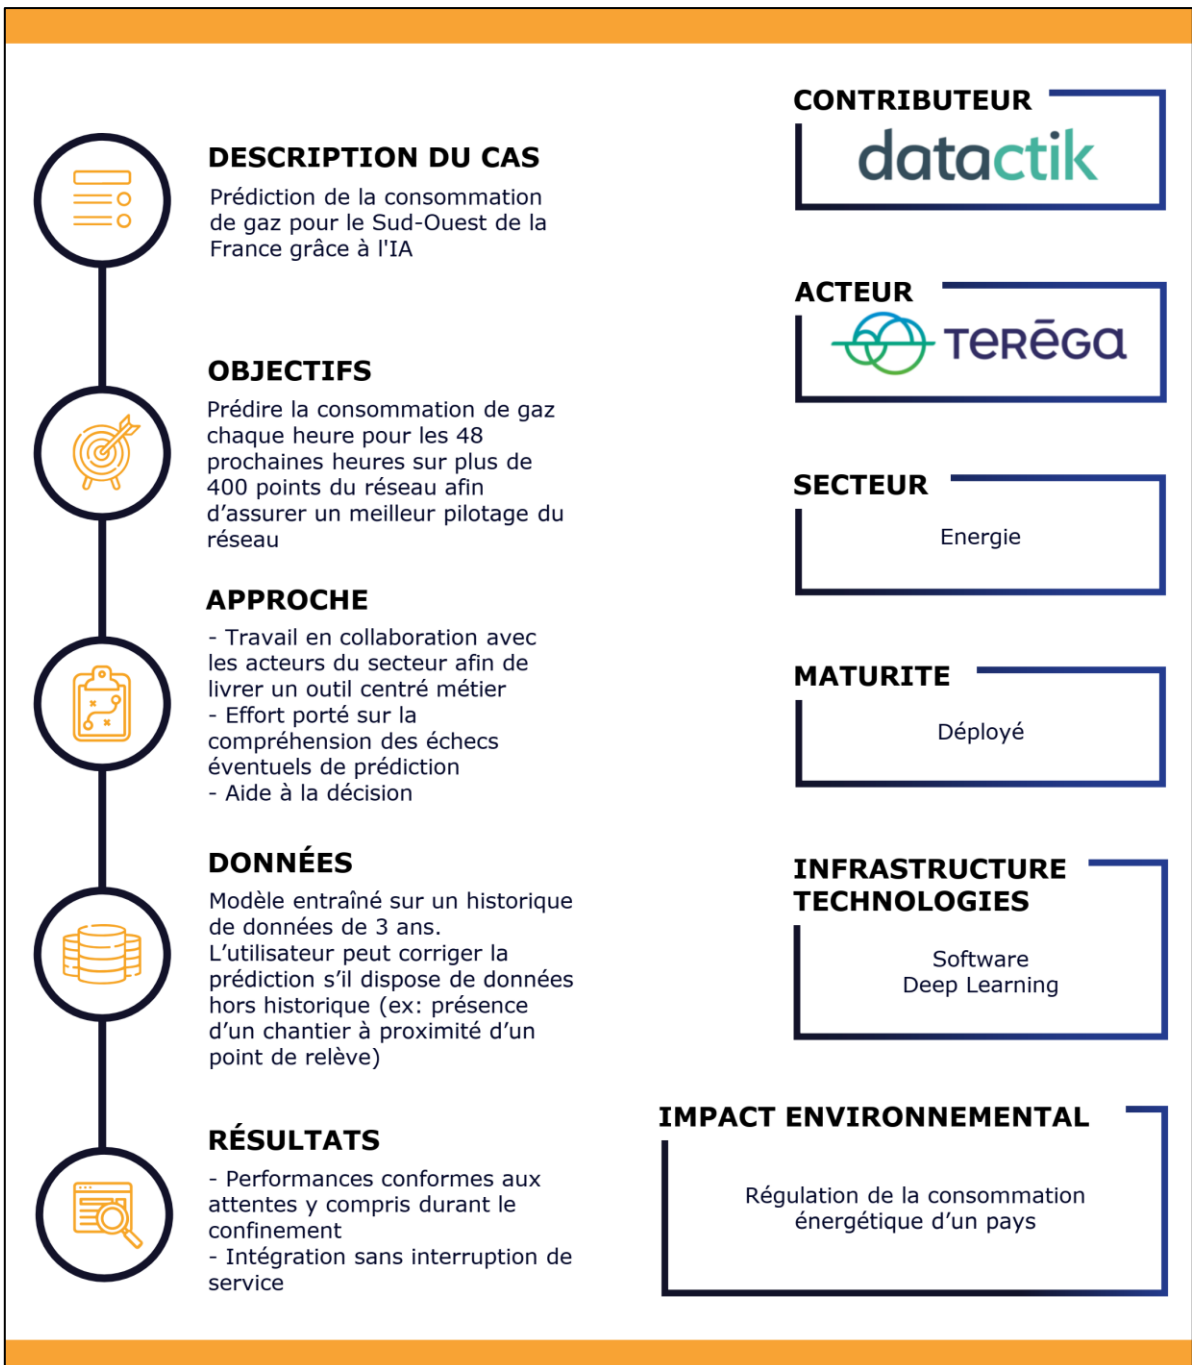 DESCRIPTION DU CAS
Prédiction de la consommation
de gaz pour le Sud-Ouest de la
France grâce à l'IA
OBJECTIFS
Prédire la consommation de gaz
chaque heure pour les 48
prochaines heures sur plus de
400 points du réseau afin
d’assurer un meilleur pilotage du
réseau
APPROCHE
- Travail en collaboration avec
les acteurs du secteur afin de
livrer un outil centré métier
- Effort porté sur la
compréhension des échecs
éventuels de prédiction
- Aide à la décision
DONNÉES
Modèle entraîné sur un historique
de données de 3 ans.
L’utilisateur peut corriger la
prédiction s’il dispose de données
hors historique (ex: présence
d’un chantier à proximité d’un
point de relève)
RÉSULTATS
- Performances conformes aux
attentes y compris durant le
confinement
- Intégration sans interruption de
service
CONTRIBUTEUR
datactik
ACTEUR
TERĒGA
SECTEUR
Energie
MATURITE
Déployé
INFRASTRUCTURE
TECHNOLOGIES
Software
Deep Learning
IMPACT ENVIRONNEMENTAL
Régulation de la consommation
énergétique d’un pays